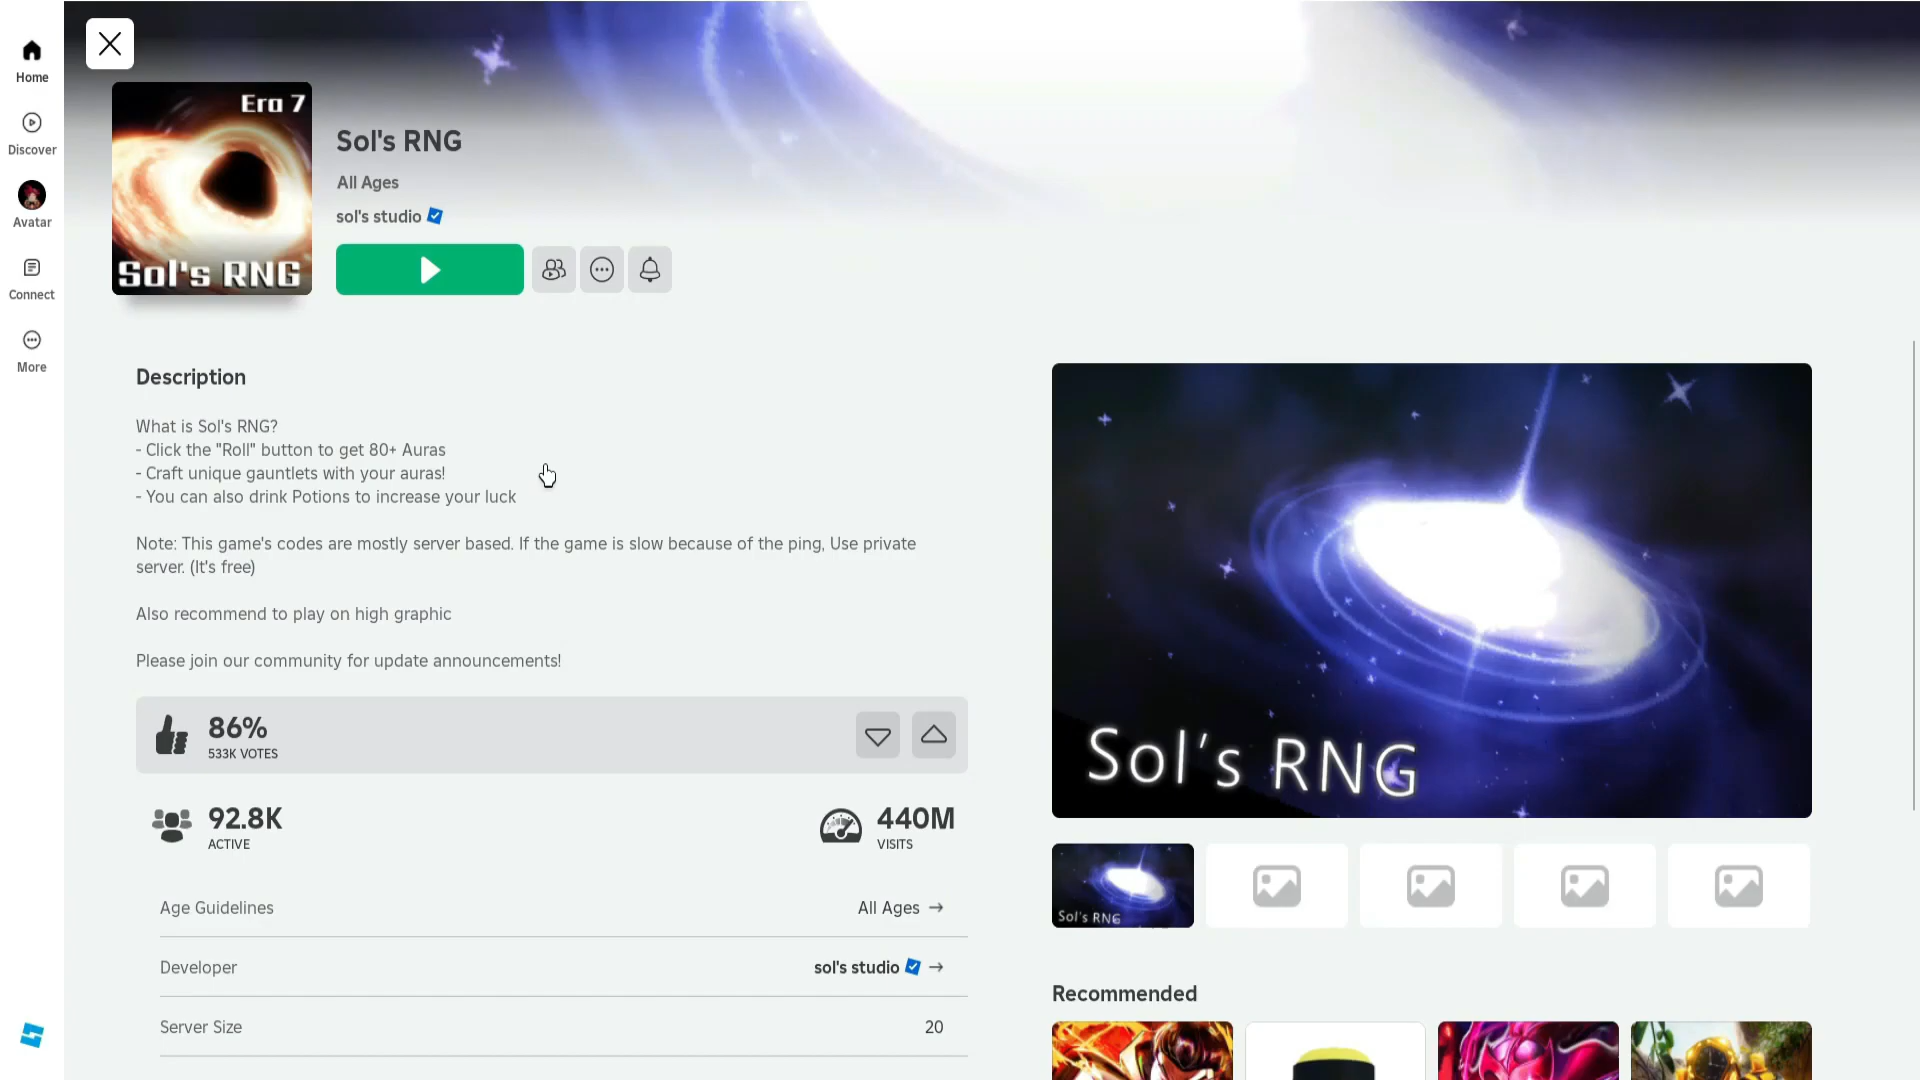 Home
Discover
Avatar
Connect
More
Era 7
Sol's RNG
Sol's RNG
All Ages
sol's studio
Description
What is Sol's RNG?
- Click the "Roll" button to get 80+ Auras
- Craft unique gauntlets with your auras!
- You can also drink Potions to increase your luck
Note: This game's codes are mostly server based. If the game is slow because of the ping, Use private
server. (It's free)
Also recommend to play on high graphic
Please join our community for update announcements!
86%
533K VOTES
92.8K
ACTIVE
440M
VISITS
Age Guidelines
All Ages
Developer
sol's studio
Server Size
20
Sol's RNG
Sol's RNG
Recommended